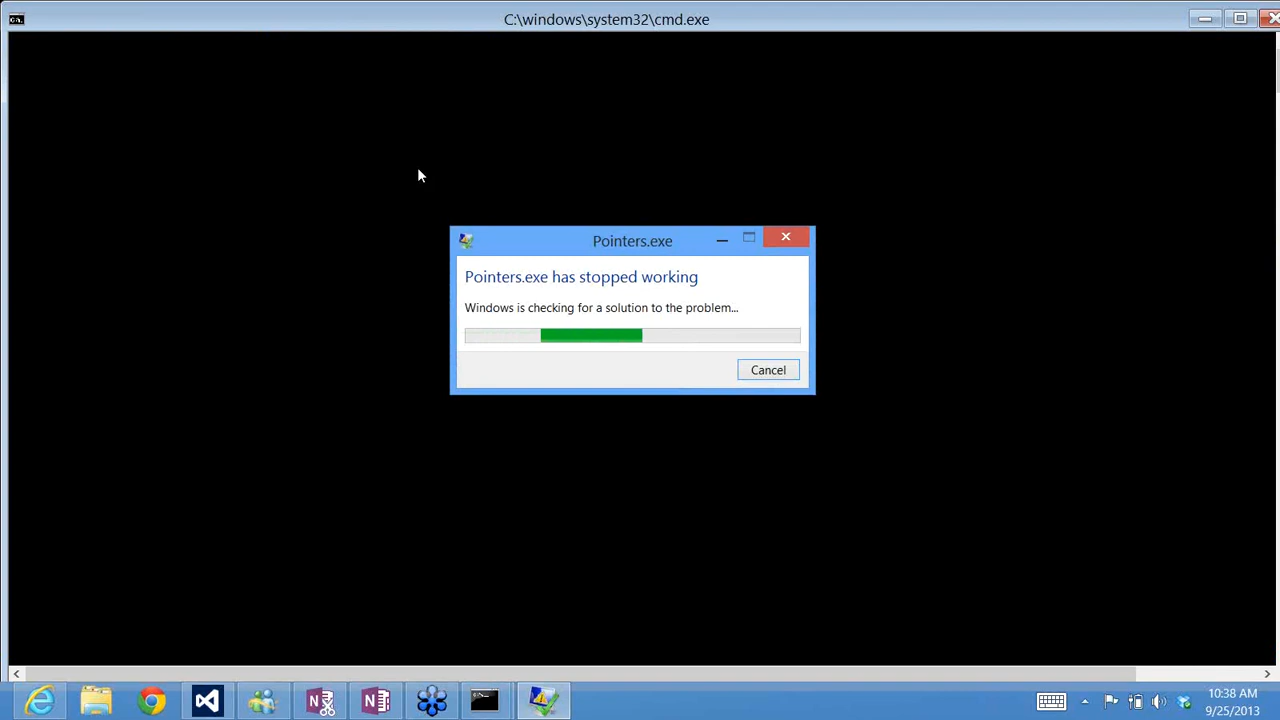 C:\windows\system32\cmd.exe
Pointers.exe
Pointers.exe has stopped working
Windows is checking for a solution to the problem...
Cancel
10:38 AM
9/25/2013